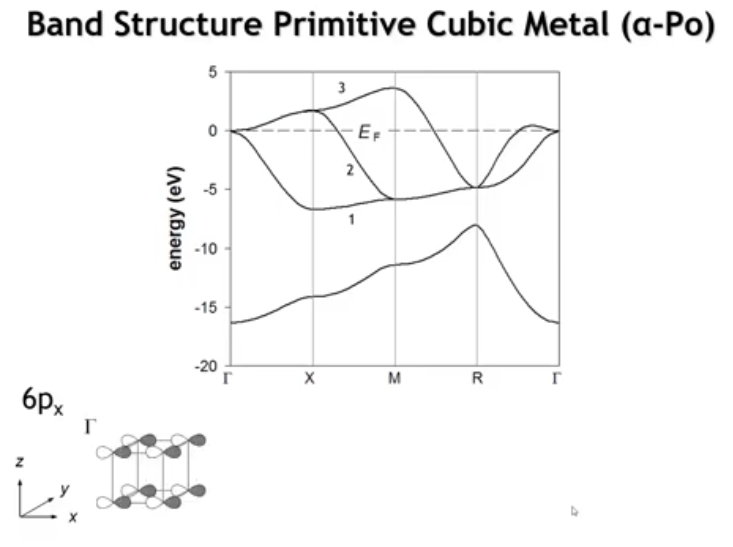 Band Structure Primitive Cubic Metal (α-Po)
energy (eV)
5
0
-5
-10
-15
-20
3
E_F
2
1
Γ X M R Γ
6p_x
Γ
z
y
x